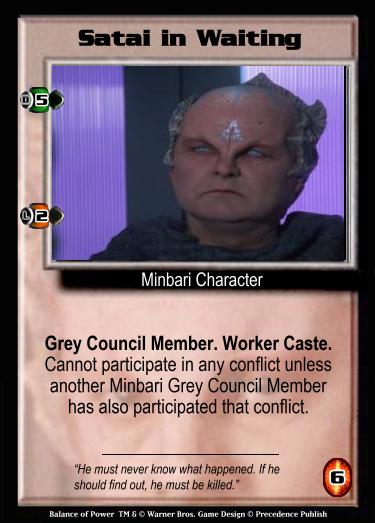 Satai in Waiting
D 5
L 2
Minbari Character
Grey Council Member. Worker Caste.
Cannot participate in any conflict unless
another Minbari Grey Council Member
has also participated that conflict.
“He must never know what happened. If he
should find out, he must be killed.”
6
Balance of Power TM & © Warner Bros. Game Design © Precedence Publish